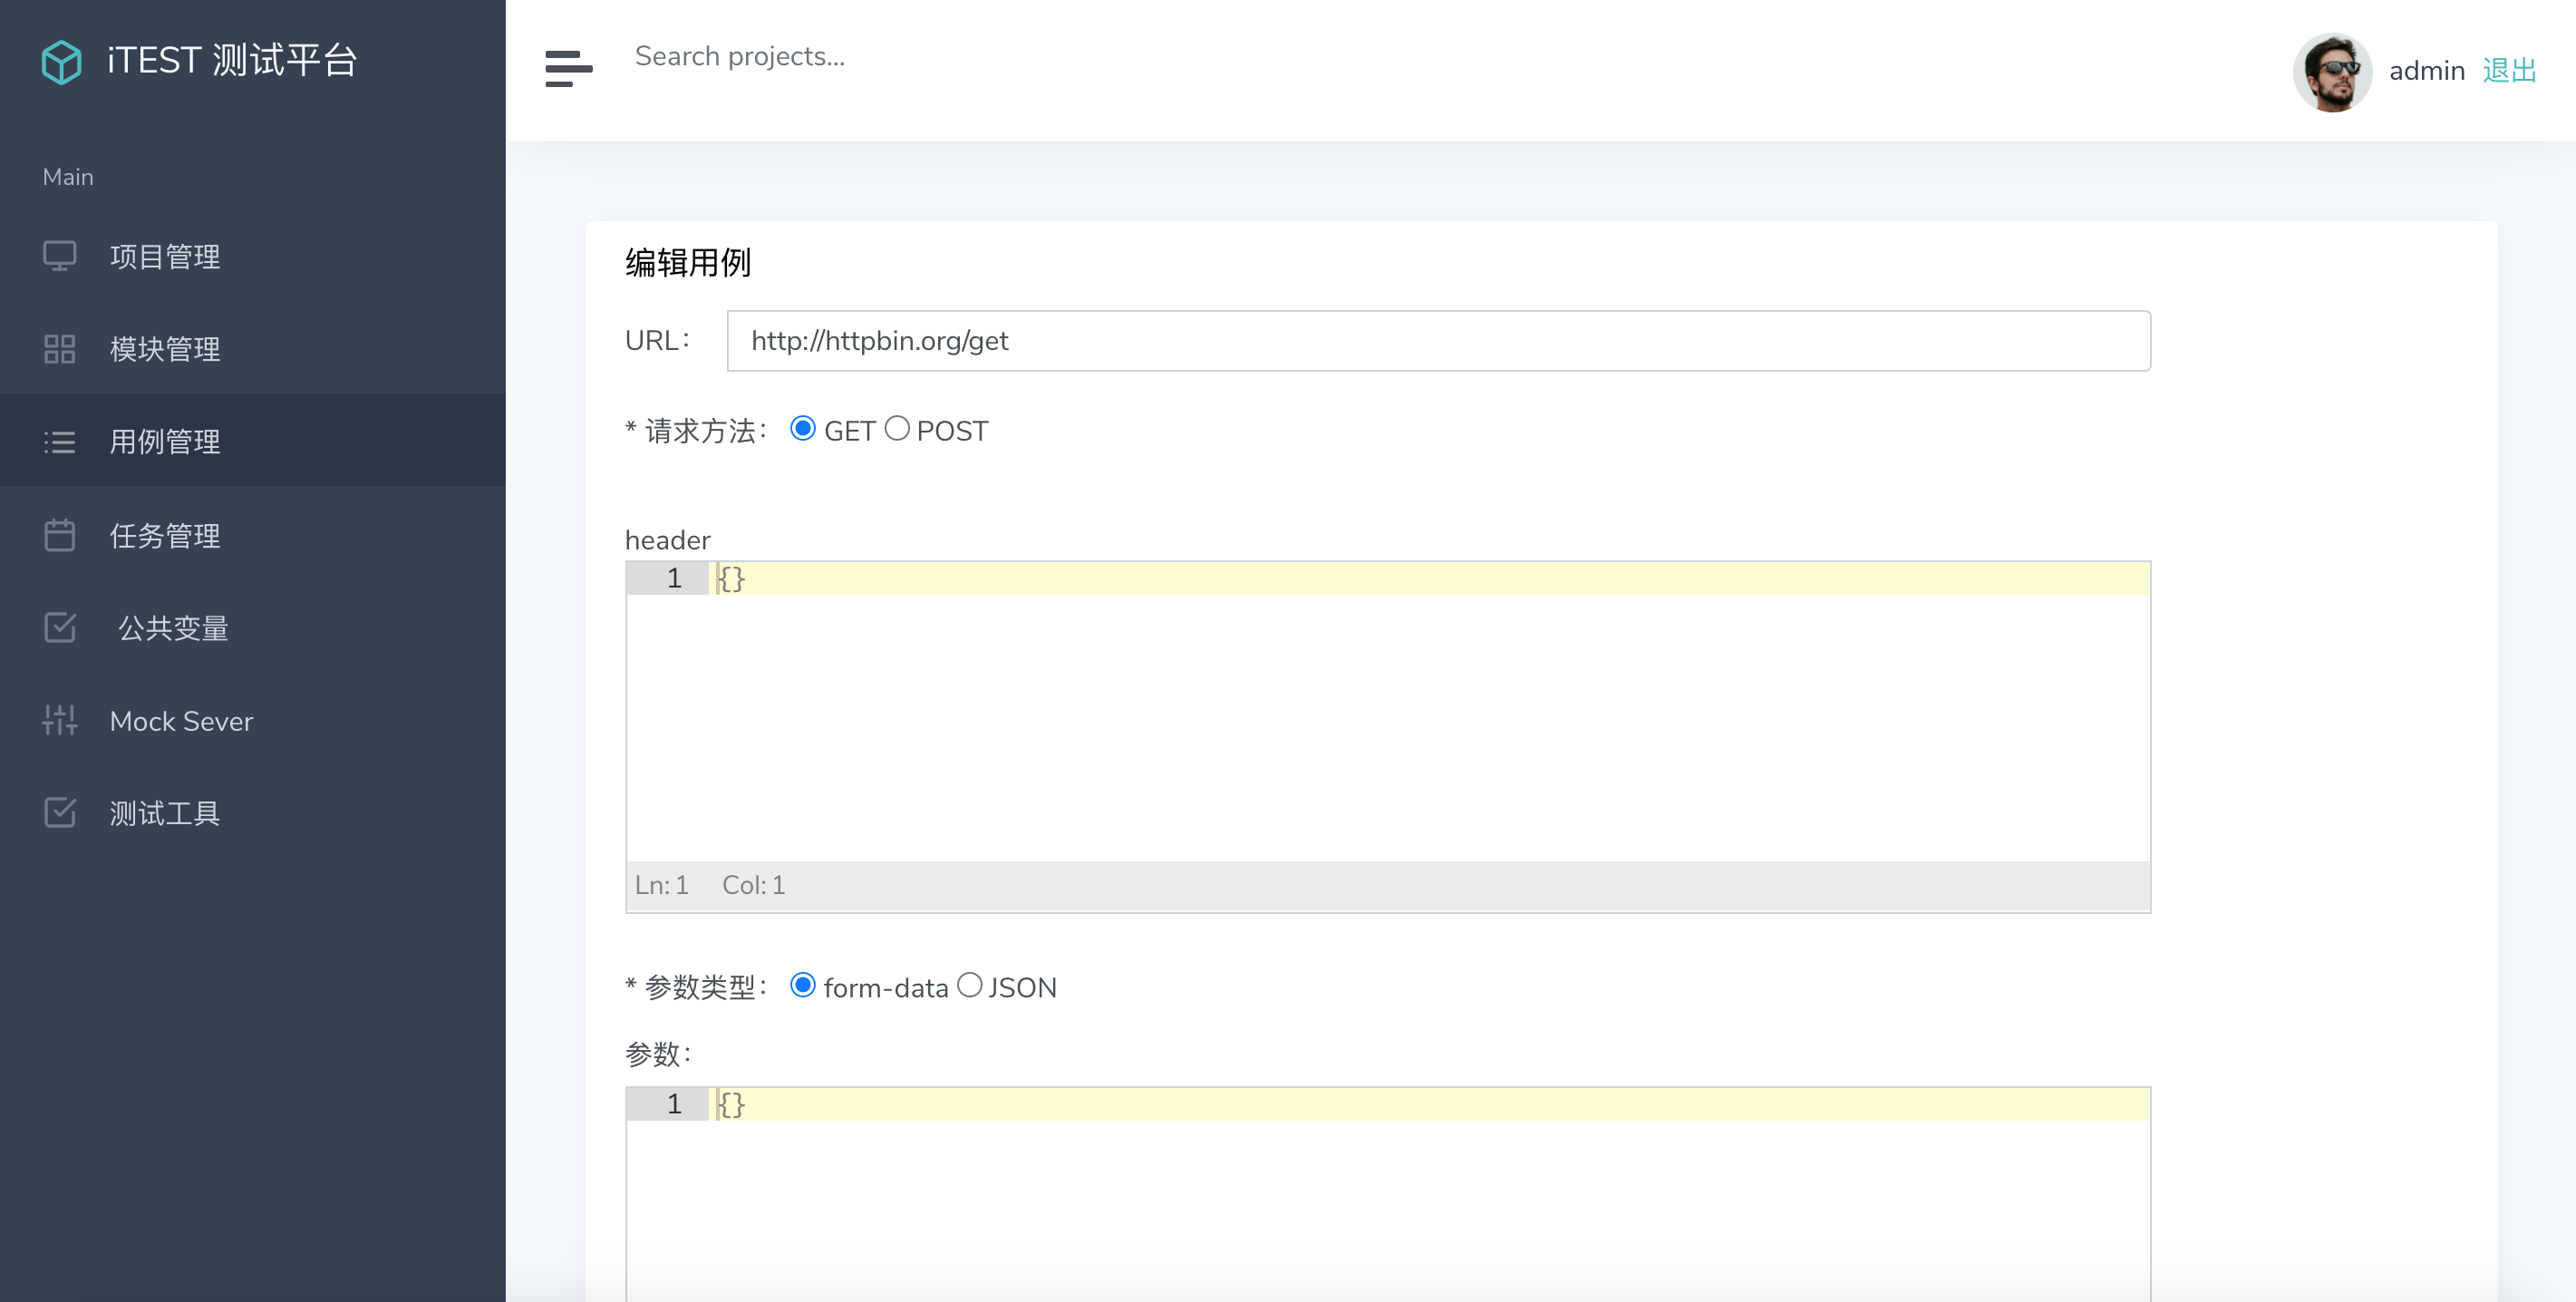 iTEST 测试平台
Search projects...
admin 退出
Main
项目管理
模块管理
用例管理
任务管理
公共变量
Mock Sever
测试工具
编辑用例
URL： http://httpbin.org/get
* 请求方法： GET POST
header
1 {}
Ln: 1 Col: 1
* 参数类型： form-data JSON
参数：
1 {}